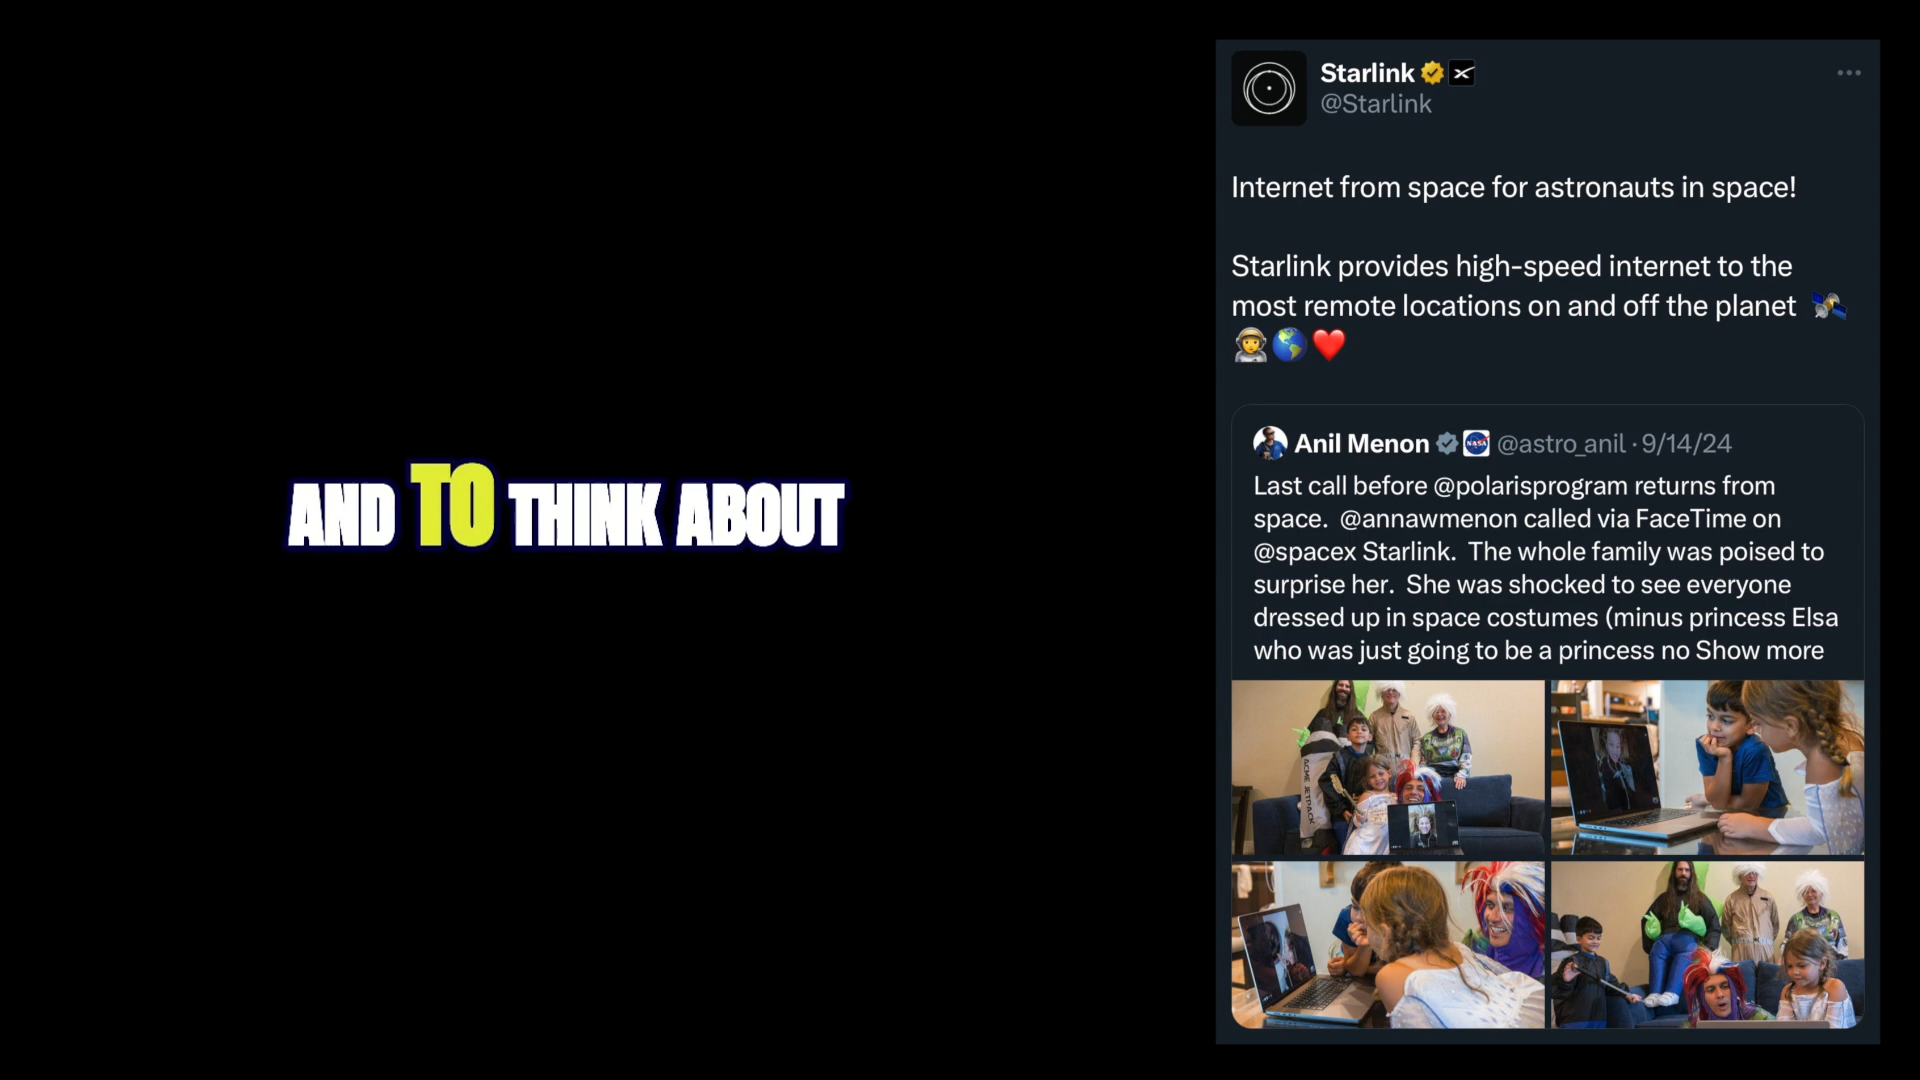 AND TO THINK ABOUT
Starlink
@Starlink
Internet from space for astronauts in space!
Starlink provides high-speed internet to the
most remote locations on and off the planet
Anil Menon NASA @astro_anil · 9/14/24
Last call before @polarisprogram returns from
space. @annawmenon called via FaceTime on
@spacex Starlink. The whole family was poised to
surprise her. She was shocked to see everyone
dressed up in space costumes (minus princess Elsa
who was just going to be a princess no Show more
ACME JETPACK